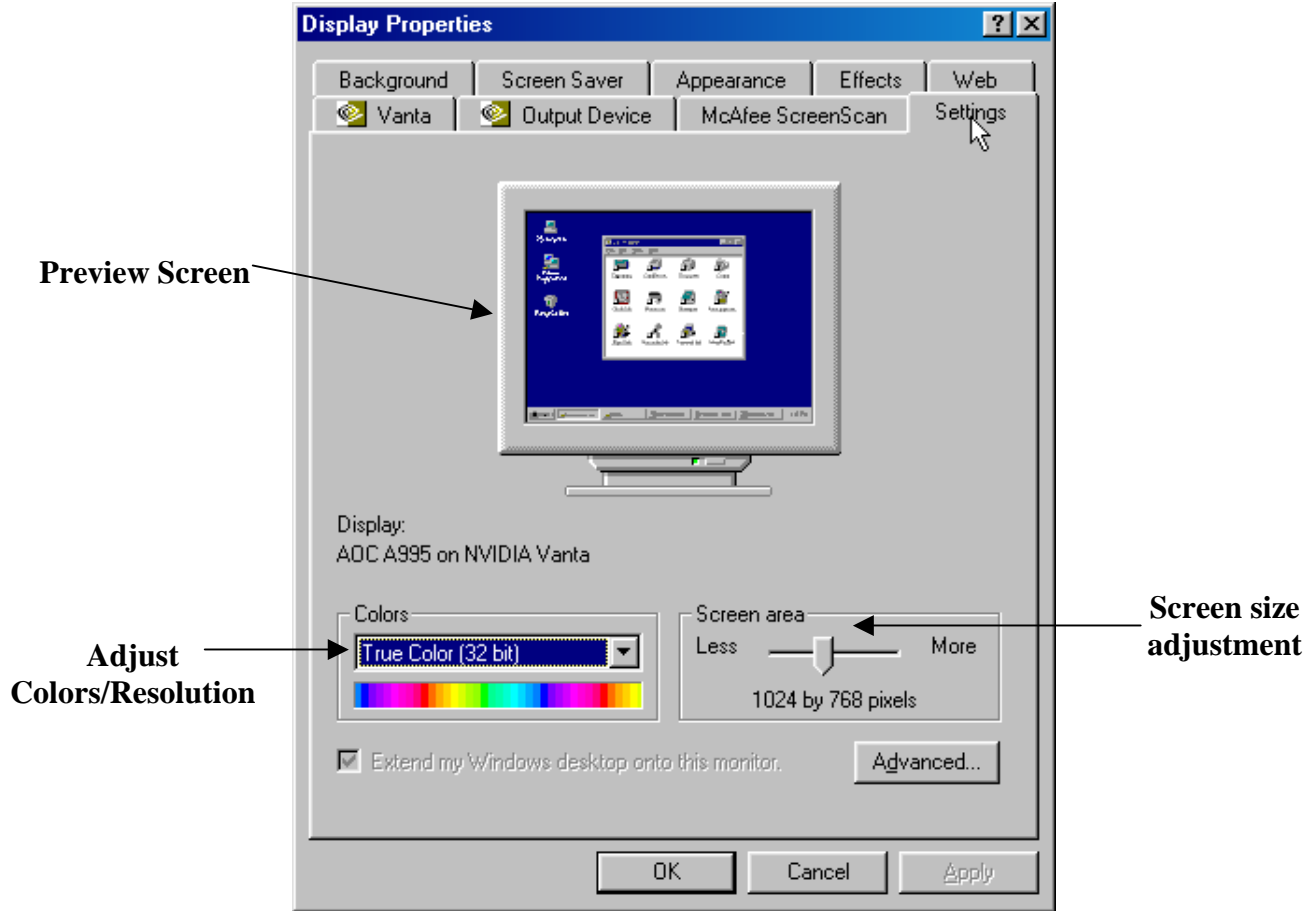 Display Properties
Background Screen Saver Appearance Effects Web
Vanta Output Device McAfee ScreenScan Settings
Preview Screen
Display:
AOC A995 on NVIDIA Vanta
Colors
True Color (32 bit)
Adjust
Colors/Resolution
Screen area
Less More
1024 by 768 pixels
Screen size
adjustment
Extend my Windows desktop onto this monitor.
Advanced...
OK Cancel Apply